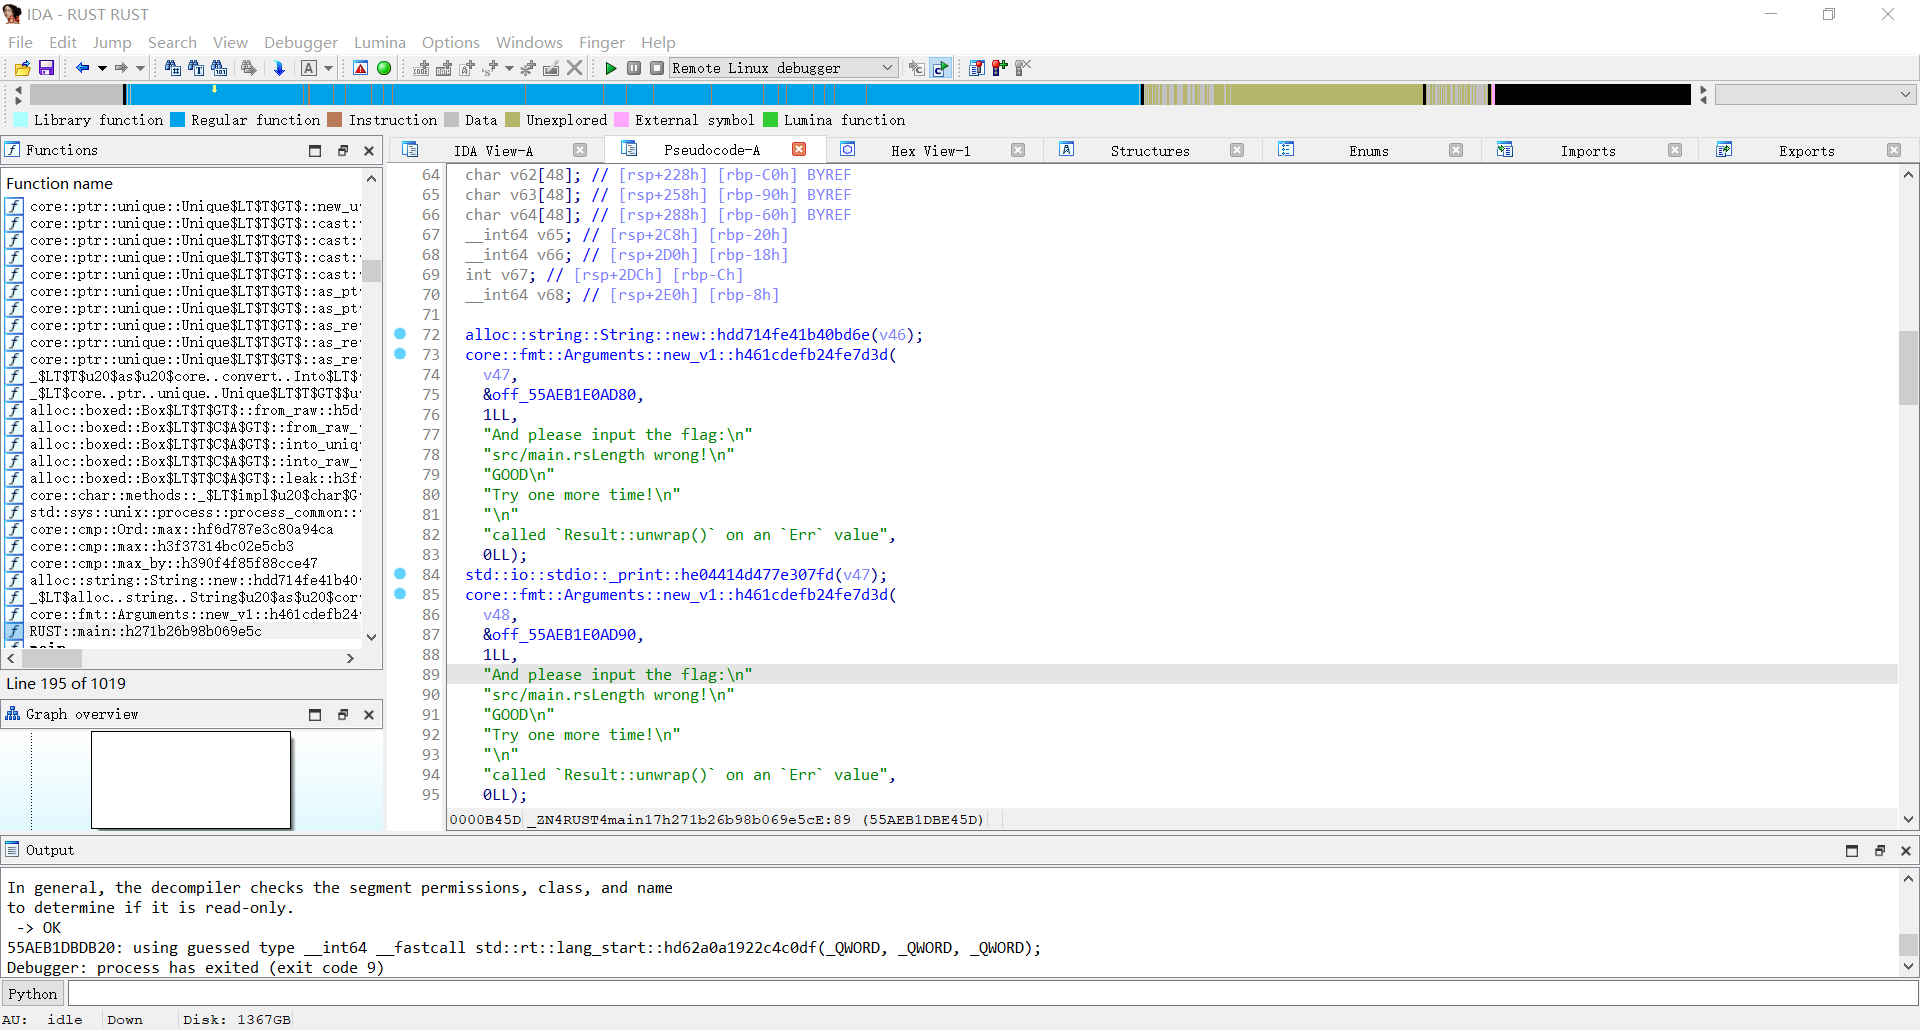 IDA - RUST RUST
File Edit Jump Search View Debugger Lumina Options Windows Finger Help
Remote Linux debugger
Library function Regular function Instruction Data Unexplored External symbol Lumina function
Functions
IDA View-A Pseudocode-A Hex View-1 Structures Enums Imports Exports
Function name
core::ptr::unique::Unique$LT$T$GT$::new_u
core::ptr::unique::Unique$LT$T$GT$::cast:
core::ptr::unique::Unique$LT$T$GT$::cast:
core::ptr::unique::Unique$LT$T$GT$::cast:
core::ptr::unique::Unique$LT$T$GT$::cast:
core::ptr::unique::Unique$LT$T$GT$::as_pt
core::ptr::unique::Unique$LT$T$GT$::as_pt
core::ptr::unique::Unique$LT$T$GT$::as_re
core::ptr::unique::Unique$LT$T$GT$::as_re
core::ptr::unique::Unique$LT$T$GT$::as_re
_$LT$T$u20$as$u20$core..convert..Into$LT$
_$LT$core..ptr..unique..Unique$LT$T$GT$$u
alloc::boxed::Box$LT$T$GT$::from_raw::h5d
alloc::boxed::Box$LT$T$C$A$GT$::from_raw_
alloc::boxed::Box$LT$T$C$A$GT$::into_uniq
alloc::boxed::Box$LT$T$C$A$GT$::into_raw_
alloc::boxed::Box$LT$T$C$A$GT$::leak::h3f
core::char::methods::_$LT$impl$u20$char$G
std::sys::unix::process::process_common::
core::cmp::Ord::max::hf6d787e3c80a94ca
core::cmp::max::h3f37314bc02e5cb3
core::cmp::max_by::h390f4f85f88cce47
alloc::string::String::new::hdd714fe41b40
_$LT$alloc..string..String$u20$as$u20$cor
core::fmt::Arguments::new_v1::h461cdefb24
RUST::main::h271b26b98b069e5c
main
Line 195 of 1019
Graph overview
64 char v62[48]; // [rsp+228h] [rbp-C0h] BYREF
65 char v63[48]; // [rsp+258h] [rbp-90h] BYREF
66 char v64[48]; // [rsp+288h] [rbp-60h] BYREF
67 __int64 v65; // [rsp+2C8h] [rbp-20h]
68 __int64 v66; // [rsp+2D0h] [rbp-18h]
69 int v67; // [rsp+2DCh] [rbp-Ch]
70 __int64 v68; // [rsp+2E0h] [rbp-8h]
71
72 alloc::string::String::new::hdd714fe41b40bd6e(v46);
73 core::fmt::Arguments::new_v1::h461cdefb24fe7d3d(
74 v47,
75 &off_55AEB1E0AD80,
76 1LL,
77 "And please input the flag:\n"
78 "src/main.rsLength wrong!\n"
79 "GOOD\n"
80 "Try one more time!\n"
81 "\n"
82 "called `Result::unwrap()` on an `Err` value",
83 0LL);
84 std::io::stdio::_print::he04414d477e307fd(v47);
85 core::fmt::Arguments::new_v1::h461cdefb24fe7d3d(
86 v48,
87 &off_55AEB1E0AD90,
88 1LL,
89 "And please input the flag:\n"
90 "src/main.rsLength wrong!\n"
91 "GOOD\n"
92 "Try one more time!\n"
93 "\n"
94 "called `Result::unwrap()` on an `Err` value",
95 0LL);
0000B45D _ZN4RUST4main17h271b26b98b069e5cE:89 (55AEB1DBE45D)
Output
In general, the decompiler checks the segment permissions, class, and name
to determine if it is read-only.
-> OK
55AEB1DBDB20: using guessed type __int64 __fastcall std::rt::lang_start::hd62a0a1922c4c0df(_QWORD, _QWORD, _QWORD);
Debugger: process has exited (exit code 9)
Python
AU: idle Down Disk: 1367GB